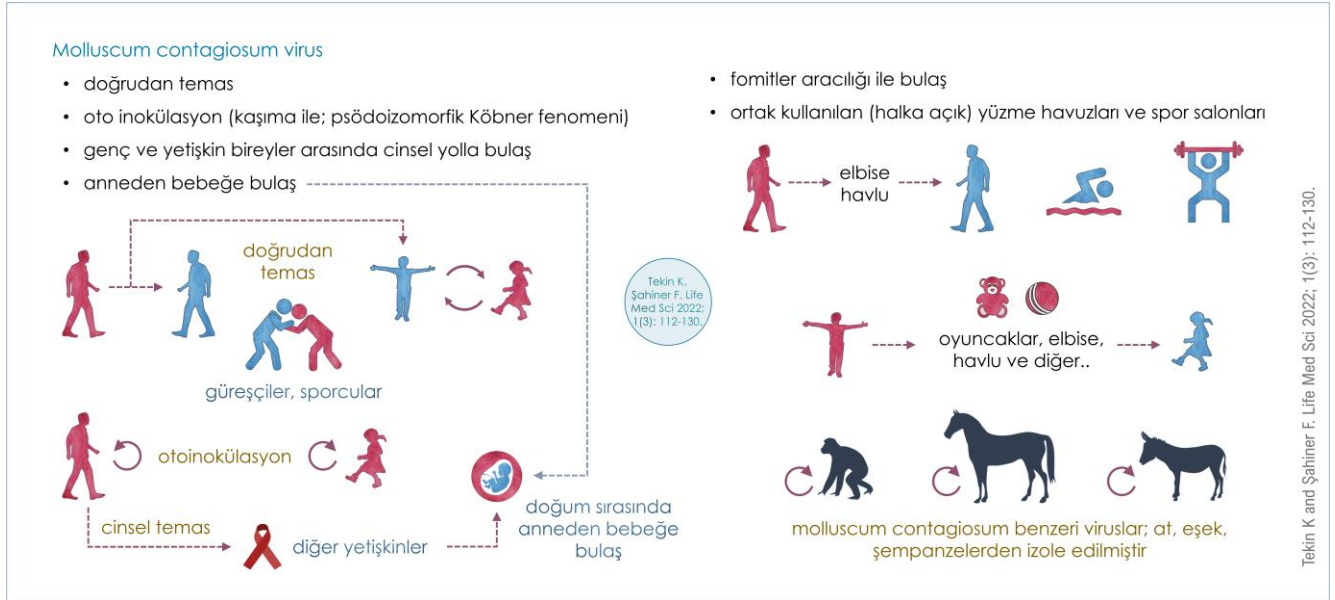 Molluscum contagiosum virus
• doğrudan temas
• oto inokülasyon (kaşıma ile; psödoizomorfik Köbner fenomeni)
• genç ve yetişkin bireyler arasında cinsel yolla bulaş
• anneden bebeğe bulaş
doğrudan
temas
güreşçiler, sporcular
otoinokülasyon
cinsel temas
diğer yetişkinler
doğum sırasında
anneden bebeğe
bulaş
Tekin K,
Şahiner F. Life
Med Sci 2022;
1(3): 112-130.
• fomitler aracılığı ile bulaş
• ortak kullanılan (halka açık) yüzme havuzları ve spor salonları
elbise
havlu
oyuncaklar, elbise,
havlu ve diğer..
molluscum contagiosum benzeri viruslar; at, eşek,
şempanzelerden izole edilmiştir
Tekin K and Şahiner F. Life Med Sci 2022; 1(3): 112-130.